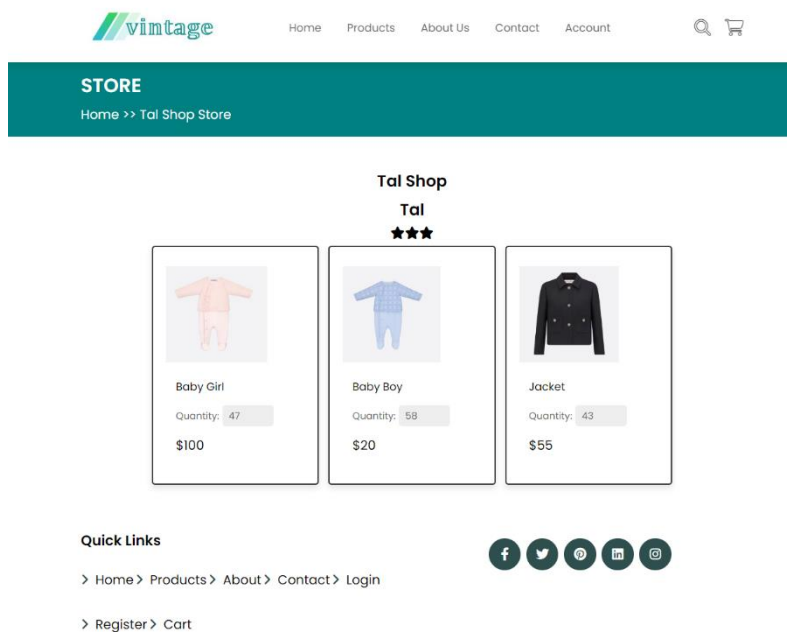 vintage Home Products About Us Contact Account
STORE
Home >> Tal Shop Store
Tal Shop
Tal
Baby Girl Baby Boy Jacket
Quantity: 47 Quantity: 58 Quantity: 43
$100 $20 $55
Quick Links
> Home > Products > About > Contact > Login
> Register > Cart